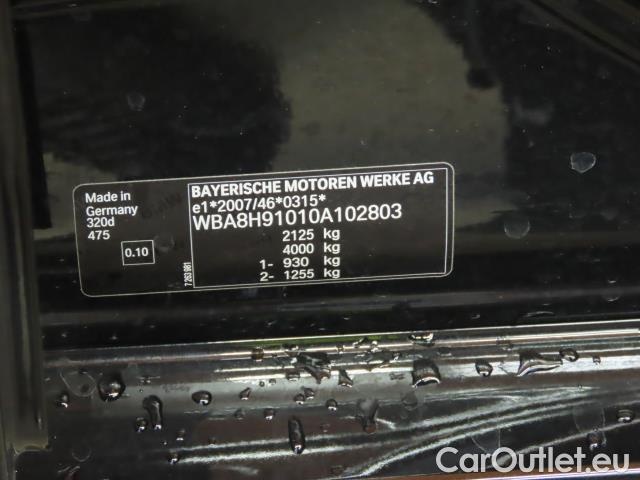 Made in
Germany
320d
475
0.10
7 263 981
BAYERISCHE MOTOREN WERKE AG
e1*2007/46*0315*
WBA8H91010A102803
2125 kg
4000 kg
1- 930 kg
2- 1255 kg
CarOutlet.eu